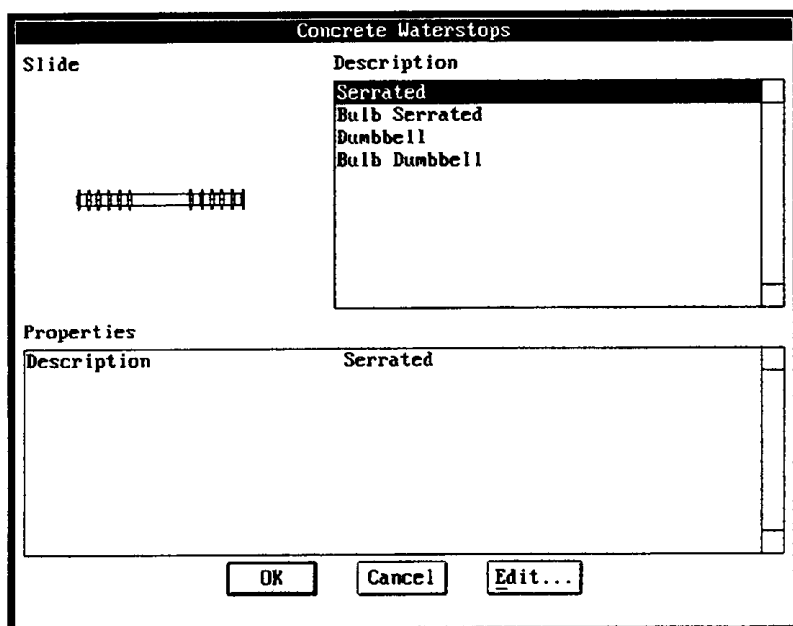 Concrete Waterstops
Slide
Description
Serrated
Bulb Serrated
Dumbbell
Bulb Dumbbell
Properties
Description Serrated
OK Cancel Edit...